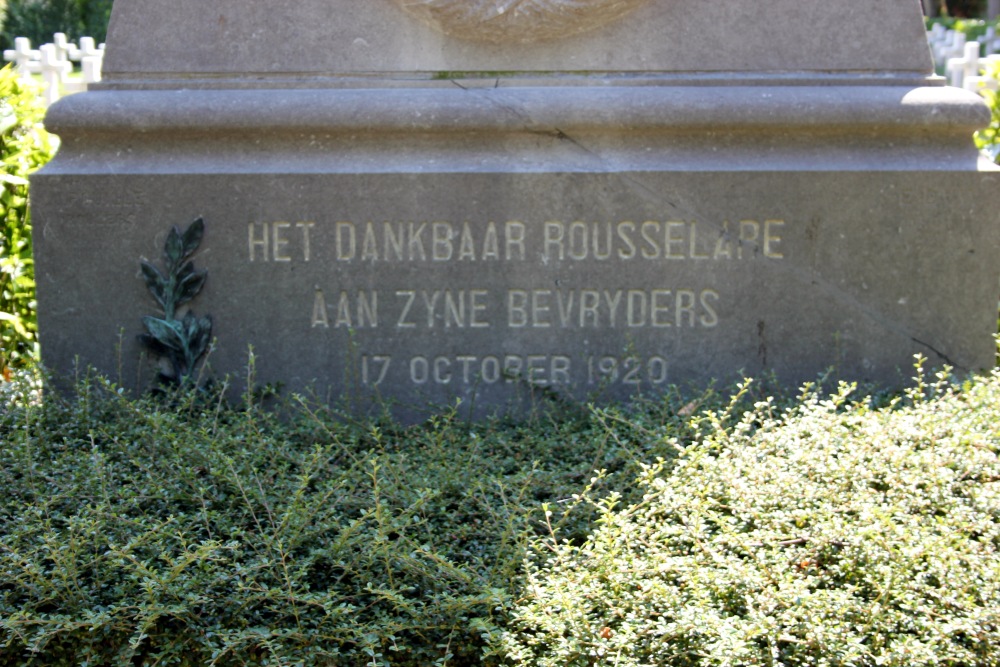 HET DANKBAAR ROUSSELARE
AAN ZYNE BEVRYDERS
17 OCTOBER 1920